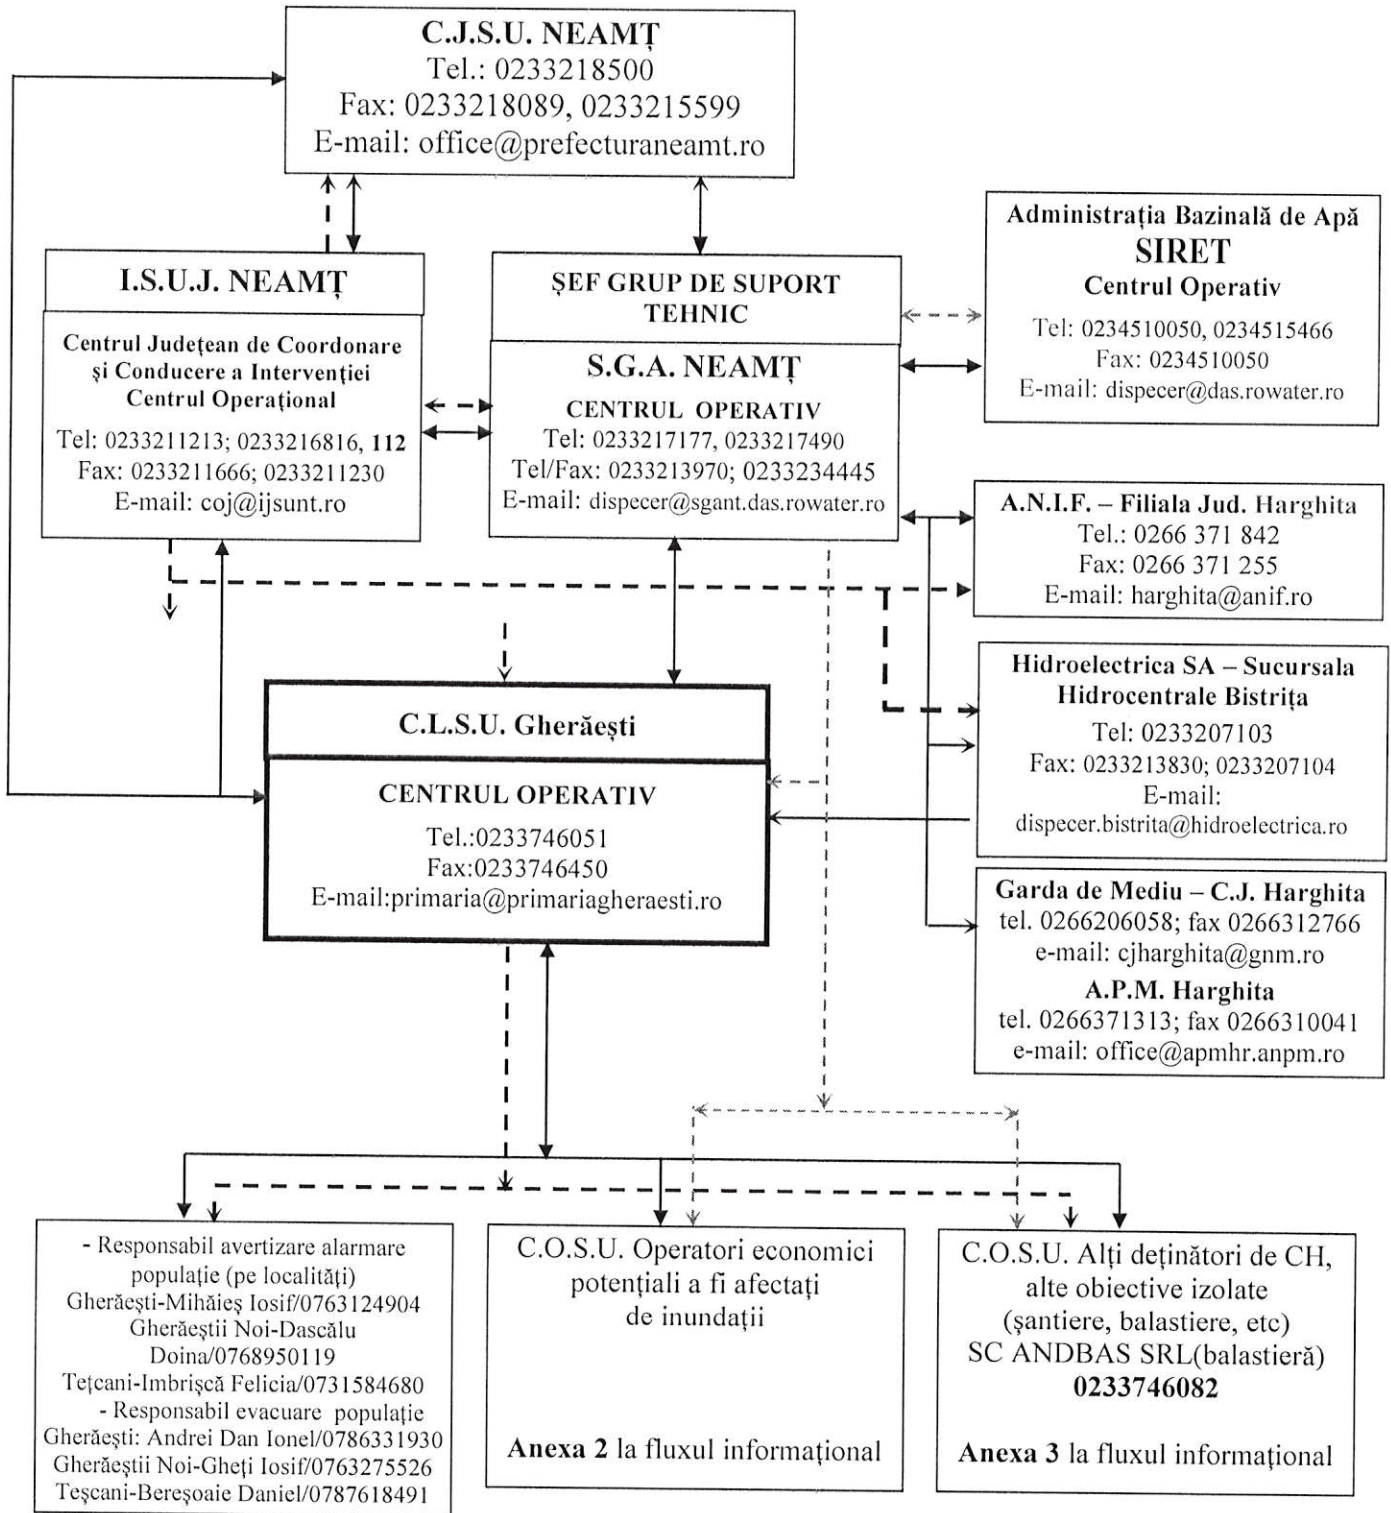 C.J.S.U. NEAMȚ
Tel.: 0233218500
Fax: 0233218089, 0233215599
E-mail: office@prefecturaneamt.ro
I.S.U.J. NEAMȚ
Centrul Județean de Coordonare
și Conducere a Intervenției
Centrul Operațional
Tel: 0233211213; 0233216816, 112
Fax: 0233211666; 0233211230
E-mail: coj@ijsunt.ro
ȘEF GRUP DE SUPORT
TEHNIC
S.G.A. NEAMȚ
CENTRUL OPERATIV
Tel: 0233217177, 0233217490
Tel/Fax: 0233213970; 0233234445
E-mail: dispecer@sgant.das.rowater.ro
Administrația Bazinală de Apă
SIRET
Centrul Operativ
Tel: 0234510050, 0234515466
Fax: 0234510050
E-mail: dispecer@das.rowater.ro
A.N.I.F. – Filiala Jud. Harghita
Tel.: 0266 371 842
Fax: 0266 371 255
E-mail: harghita@anif.ro
Hidroelectrica SA – Sucursala
Hidrocentrale Bistrița
Tel: 0233207103
Fax: 0233213830; 0233207104
E-mail:
dispecer.bistrita@hidroelectrica.ro
Garda de Mediu – C.J. Harghita
tel. 0266206058; fax 0266312766
e-mail: cjharghita@gnm.ro
A.P.M. Harghita
tel. 0266371313; fax 0266310041
e-mail: office@apmhr.anpm.ro
C.L.S.U. Gherăești
CENTRUL OPERATIV
Tel.:0233746051
Fax:0233746450
E-mail:primaria@primariagheraesti.ro
- Responsabil avertizare alarmare
populație (pe localități)
Gherăești-Mihăieș Iosif/0763124904
Gherăeștii Noi-Dascălu
Doina/0768950119
Tețcani-Imbrișcă Felicia/0731584680
- Responsabil evacuare populație
Gherăești: Andrei Dan Ionel/0786331930
Gherăeștii Noi-Gheți Iosif/0763275526
Teșcani-Bereșoaie Daniel/0787618491
C.O.S.U. Operatori economici
potențiali a fi afectați
de inundații
Anexa 2 la fluxul informațional
C.O.S.U. Alți deținători de CH,
alte obiective izolate
(șantiere, balastiere, etc)
SC ANDBAS SRL(balastieră)
0233746082
Anexa 3 la fluxul informațional